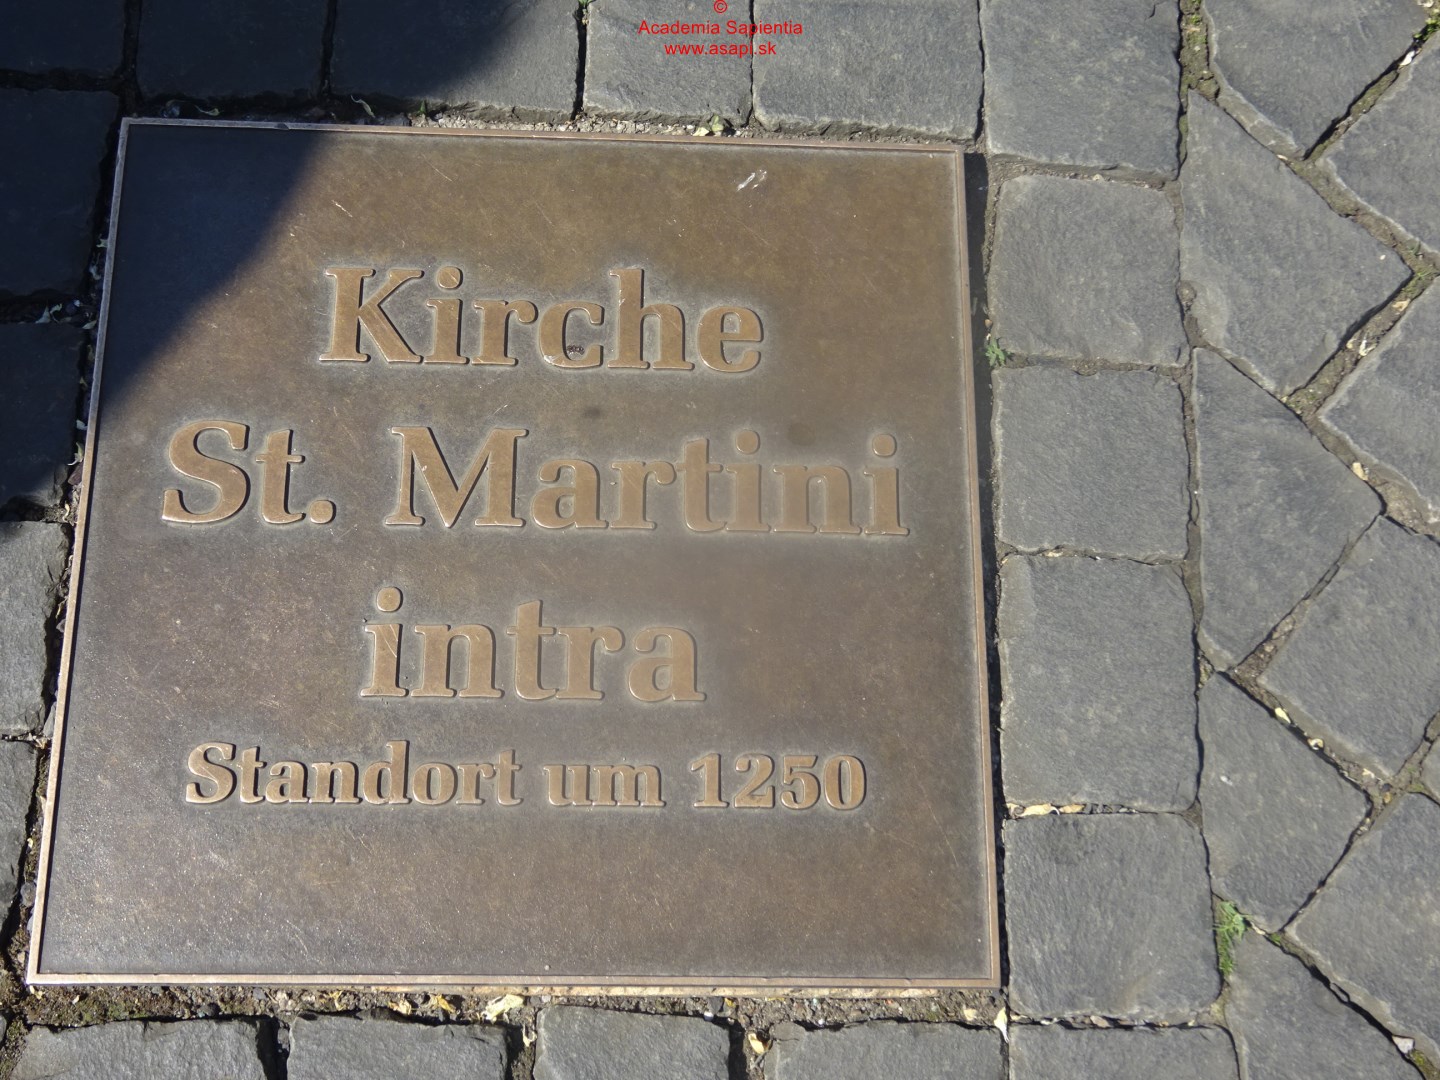 ©
Academia Sapientia
www.asapi.sk
Kirche
St. Martini
intra
Standort um 1250